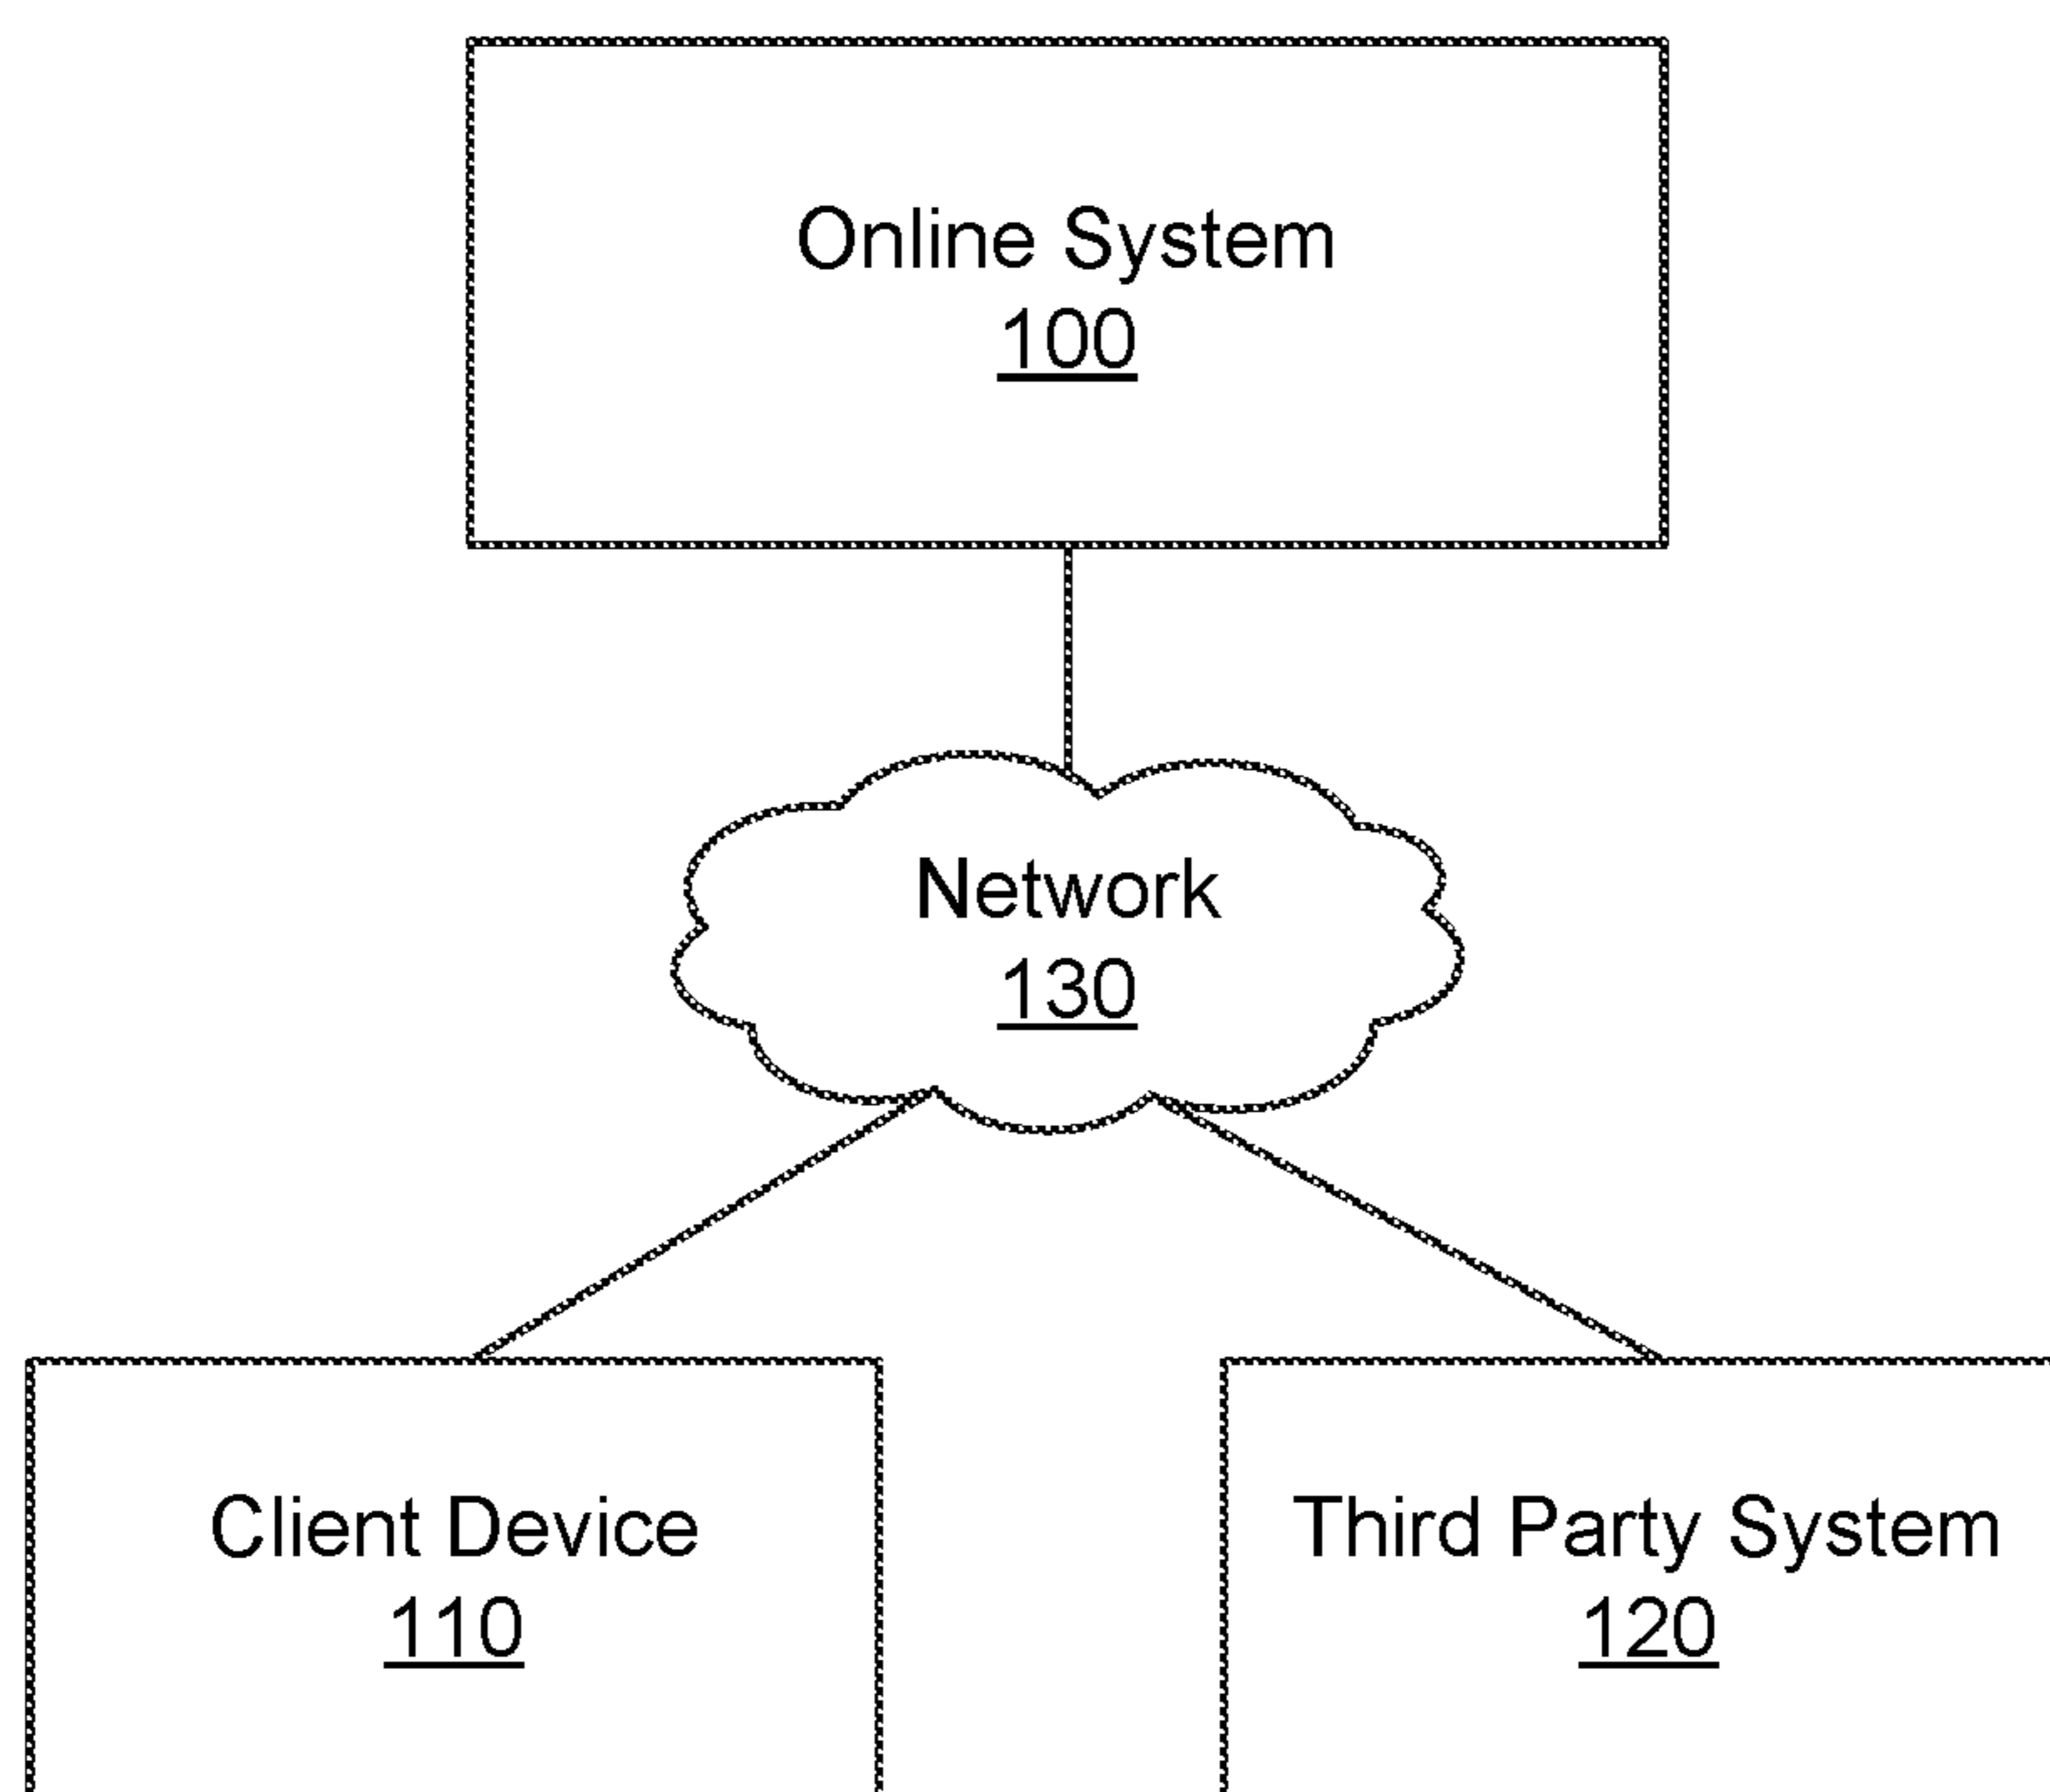 Online System
100
Network
130
Client Device
110
Third Party System
120